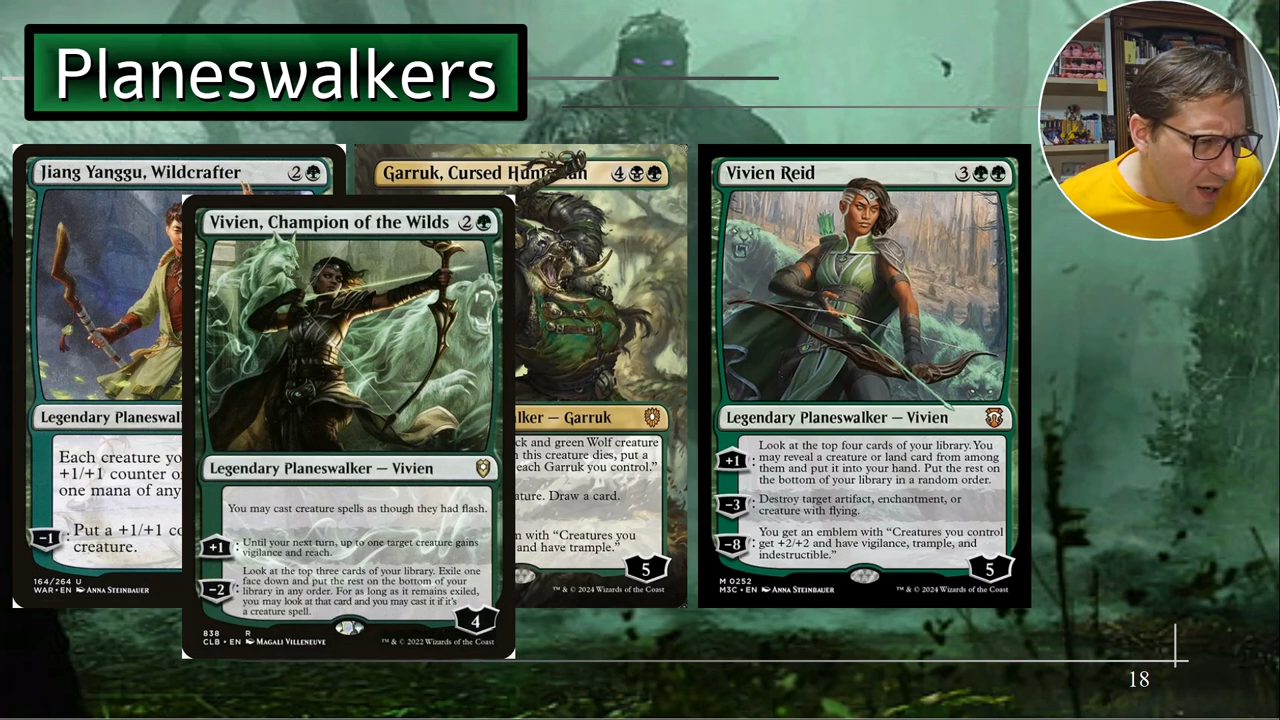 Planeswalkers
Jiang Yanggu, Wildcrafter 2
Legendary Planeswal
Each creature yo
+1/+1 counter o
one mana of any
-1: Put a +1/+1 co
creature.
164/264 U
WAR • EN Anna Steinbauer
Vivien, Champion of the Wilds 2
Legendary Planeswalker — Vivien
You may cast creature spells as though they had flash.
+1: Until your next turn, up to one target creature gains
vigilance and reach.
-2: Look at the top three cards of your library. Exile one
face down and put the rest on the bottom of your
library in any order. For as long as it remains exiled,
you may look at that card and you may cast it if it's
a creature spell.
4
838 R
CLB • EN Magali Villeneuve ™ & © 2022 Wizards of the Coast
Garruk, Cursed Huntsman 4
lker — Garruk
ck and green Wolf creature
n this creature dies, put a
each Garruk you control."
ature. Draw a card.
m with "Creatures you
and have trample."
5
™ & © 2024 Wizards of the Coast
Vivien Reid 3
Legendary Planeswalker — Vivien
+1: Look at the top four cards of your library. You
may reveal a creature or land card from among
them and put it into your hand. Put the rest on
the bottom of your library in a random order.
-3: Destroy target artifact, enchantment, or
creature with flying.
-8: You get an emblem with "Creatures you control
get +2/+2 and have vigilance, trample, and
indestructible."
5
M 0252
M3C • EN Anna Steinbauer ™ & © 2024 Wizards of the Coast
18